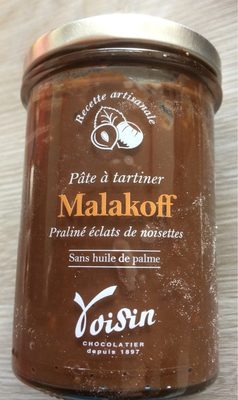 Recette artisanale
Pâte à tartiner
Malakoff
Praliné éclats de noisettes
Sans huile de palme
Voisin
CHOCOLATIER
depuis 1897